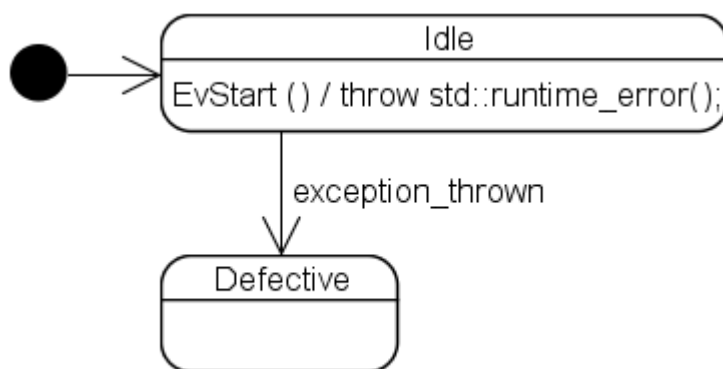 Idle
EvStart () / throw std::runtime_error();
exception_thrown
Defective